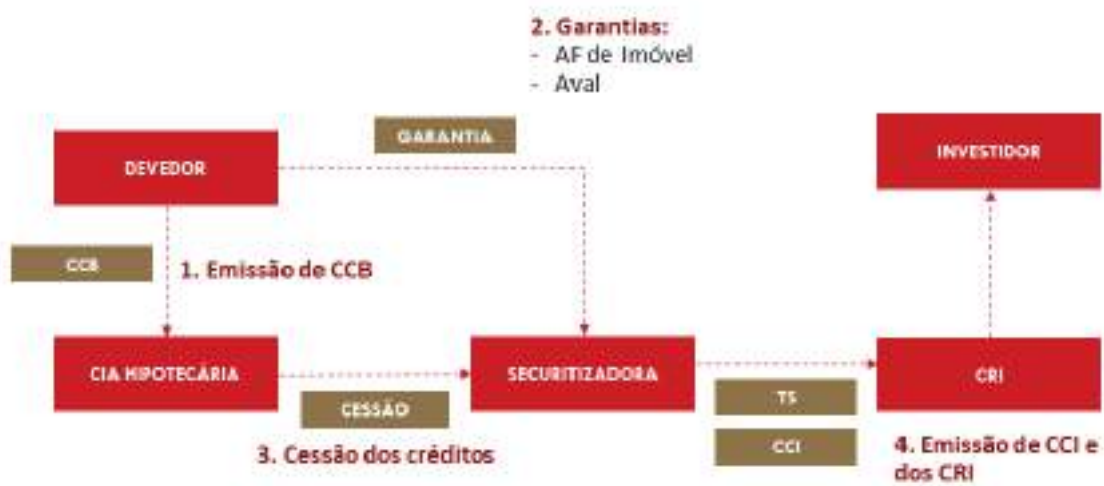 2. Garantias:
- AF de Imóvel
- Aval
GARANTIA
DEVEDOR
INVESTIDOR
CCB
1. Emissão de CCB
CIA HIPOTECÁRIA
SECURITIZADORA
CRI
CESSÃO
TS
3. Cessão dos créditos
CCI
4. Emissão de CCI e
dos CRI